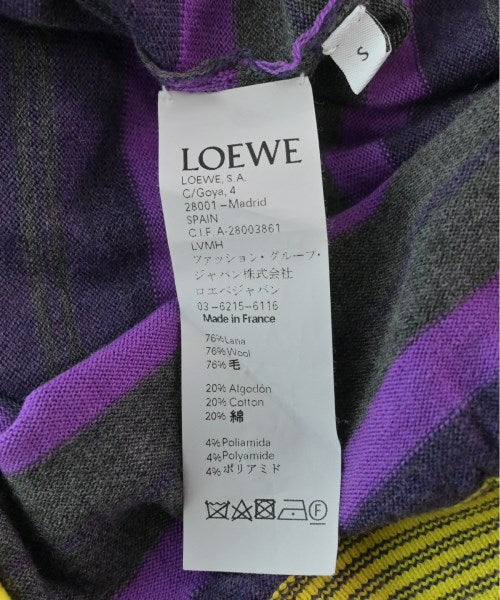 S
LOEWE
LOEWE, S.A.
C/Goya, 4
28001 – Madrid
SPAIN
C.I.F. A-28003861
LVMH
ファッション・グループ・
ジャパン株式会社
ロエベジャパン
03-6215-6116
Made in France
76% Lana
76% Wool
76% 毛
20% Algodón
20% Cotton
20% 綿
4% Poliamida
4% Polyamide
4% ポリアミド
F